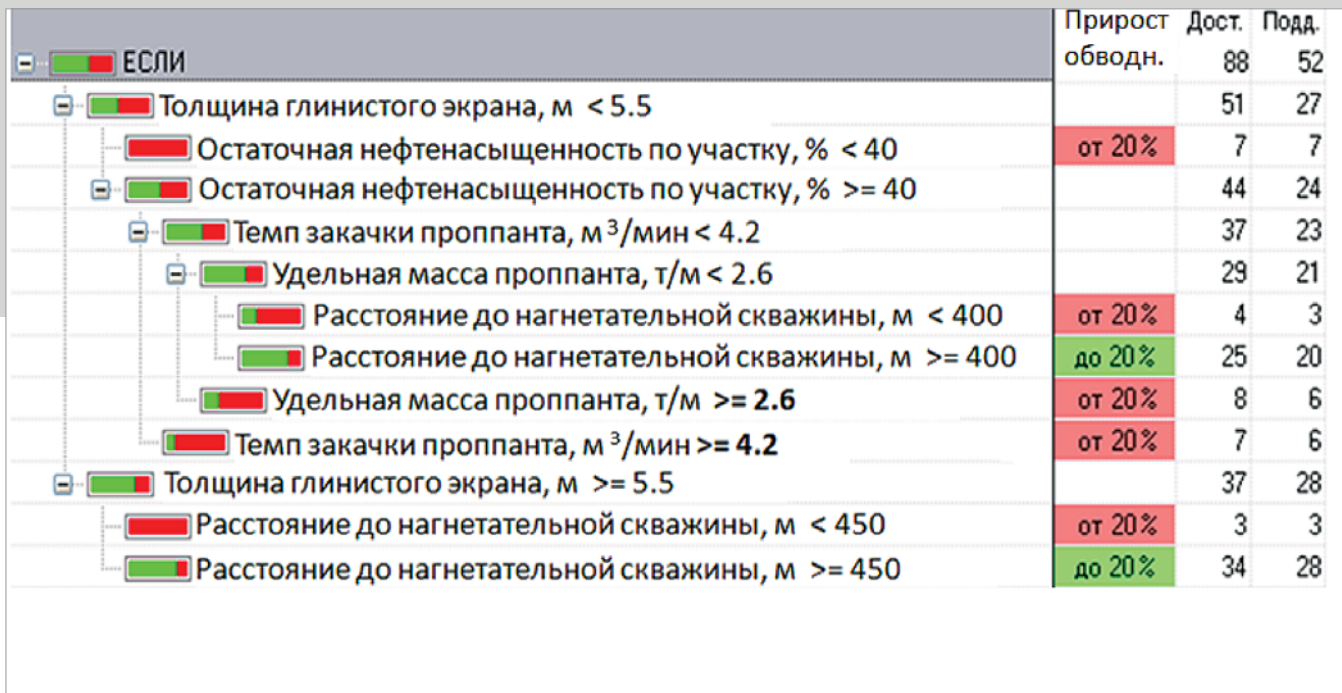 Прирост Дост. Подд.
ЕСЛИ обводн. 88 52
Толщина глинистого экрана, м < 5.5 51 27
Остаточная нефтенасыщенность по участку, % < 40 от 20% 7 7
Остаточная нефтенасыщенность по участку, % >= 40 44 24
Темп закачки проппанта, м³/мин < 4.2 37 23
Удельная масса проппанта, т/м < 2.6 29 21
Расстояние до нагнетательной скважины, м < 400 от 20% 4 3
Расстояние до нагнетательной скважины, м >= 400 до 20% 25 20
Удельная масса проппанта, т/м >= 2.6 от 20% 8 6
Темп закачки проппанта, м³/мин >= 4.2 от 20% 7 6
Толщина глинистого экрана, м >= 5.5 37 28
Расстояние до нагнетательной скважины, м < 450 от 20% 3 3
Расстояние до нагнетательной скважины, м >= 450 до 20% 34 28